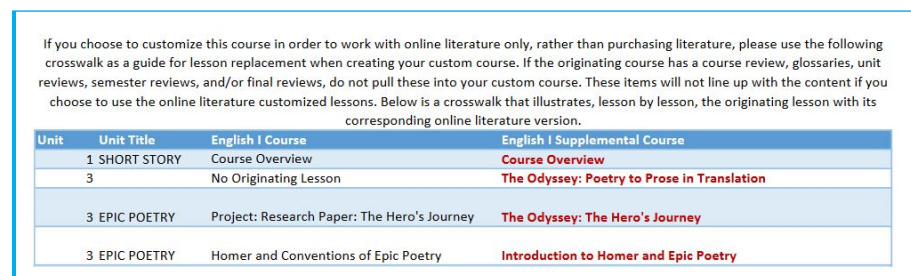 If you choose to customize this course in order to work with online literature only, rather than purchasing literature, please use the following
crosswalk as a guide for lesson replacement when creating your custom course. If the originating course has a course review, glossaries, unit
reviews, semester reviews, and/or final reviews, do not pull these into your custom course. These items will not line up with the content if you
choose to use the online literature customized lessons. Below is a crosswalk that illustrates, lesson by lesson, the originating lesson with its
corresponding online literature version.
Unit Unit Title English I Course English I Supplemental Course
1 SHORT STORY Course Overview Course Overview
3 No Originating Lesson The Odyssey: Poetry to Prose in Translation
3 EPIC POETRY Project: Research Paper: The Hero's Journey The Odyssey: The Hero's Journey
3 EPIC POETRY Homer and Conventions of Epic Poetry Introduction to Homer and Epic Poetry